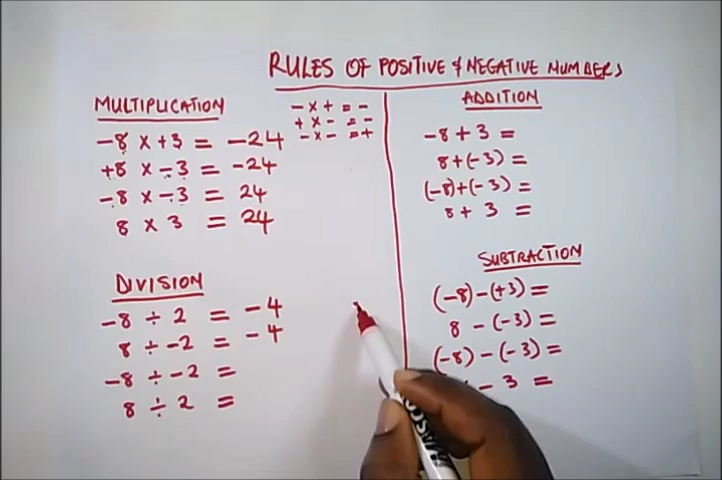 RULES OF POSITIVE & NEGATIVE NUMBERS
MULTIPLICATION
-8 x +3 = -24
+8 x -3 = -24
-8 x -3 = 24
8 x 3 = 24
- x + = -
+ x - = -
- x - = +
DIVISION
-8 ÷ 2 = -4
8 ÷ -2 = -4
-8 ÷ -2 =
8 ÷ 2 =
ADDITION
-8 + 3 =
8 + (-3) =
(-8) + (-3) =
8 + 3 =
SUBTRACTION
(-8) - (+3) =
8 - (-3) =
(-8) - (-3) =
- 3 =